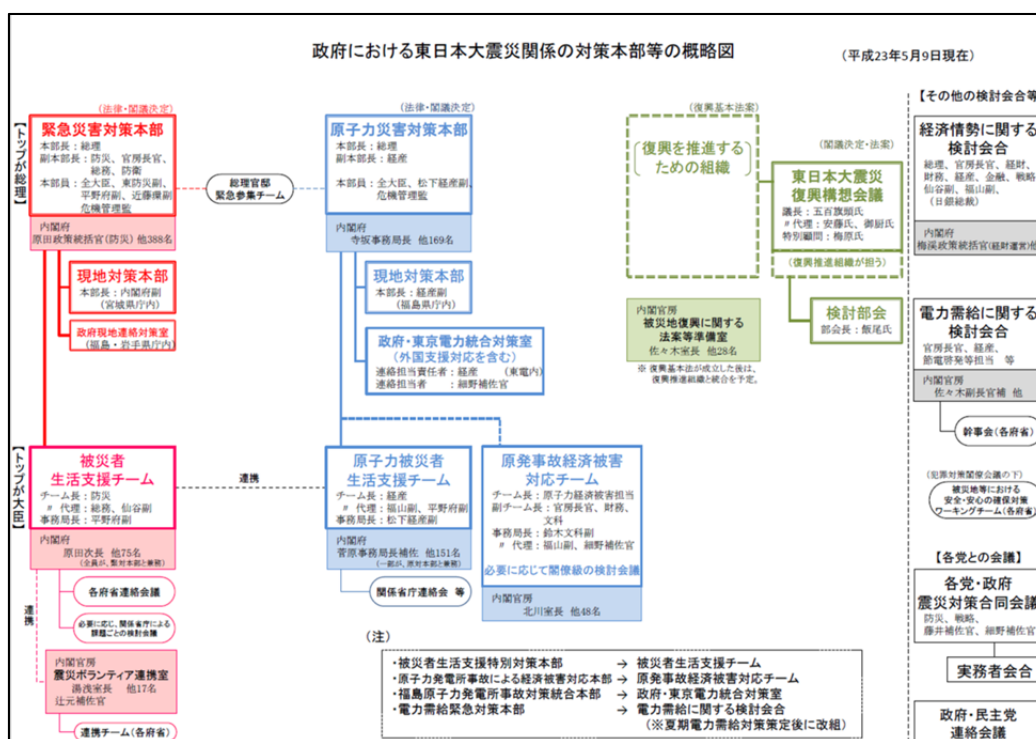 政府における東日本大震災関係の対策本部等の概略図
(平成23年5月9日現在)
【トップが総理】
(法律・閣議決定)
緊急災害対策本部
本部長:総理
副本部長:防災、官房長官、
総務、防衛
本部員:全大臣、東防災副、
平野府副、近藤環副
危機管理監
内閣府
原田政策統括官(防災) 他388名
総理官邸
緊急参集チーム
(法律・閣議決定)
原子力災害対策本部
本部長:総理
副本部長:経産
本部員:全大臣、松下経産副、
危機管理監
内閣府
寺坂事務局長 他169名
現地対策本部
本部長:内閣府副
(宮城県庁内)
政府現地連絡対策室
(福島・岩手県庁内)
現地対策本部
本部長:経産副
(福島県庁内)
政府・東京電力統合対策室
(外国支援対応を含む)
連絡担当責任者:経産 (東電内)
連絡担当者 :細野補佐官
(復興基本法案)
復興を推進する
ための組織
(閣議決定・法案)
東日本大震災
復興構想会議
議長:五百旗頭氏
〃代理:安藤氏、御厨氏
特別顧問:梅原氏
(復興推進組織が担う)
検討部会
部会長:飯尾氏
内閣官房
被災地復興に関する
法案等準備室
佐々木室長 他28名
※ 復興基本法が成立した後は、
復興推進組織と統合を予定。
【トップが大臣】
被災者
生活支援チーム
チーム長:防災
〃 代理:総務、仙谷副
事務局長:平野府副
内閣府
原田次長 他75名
(全員が、緊対本部と兼務)
連携
各府省連絡会議
必要に応じ、関係省庁による
課題ごとの検討会議
連携
内閣官房
震災ボランティア連携室
湯浅室長 他17名
辻元補佐官
連携チーム(各府省)
原子力被災者
生活支援チーム
チーム長:経産
〃 代理:福山副、平野府副
事務局長:松下経産副
内閣府
菅原事務局長補佐 他151名
(一部が、原対本部と兼務)
関係省庁連絡会 等
原発事故経済被害
対応チーム
チーム長:原子力経済被害担当
副チーム長:官房長官、財務、
文科
事務局長:鈴木文科副
〃 代理:福山副、細野補佐官
必要に応じて閣僚級の検討会議
内閣官房
北川室長 他48名
(注)
・被災者生活支援特別対策本部 → 被災者生活支援チーム
・原子力発電所事故による経済被害対応本部 → 原発事故経済被害対応チーム
・福島原子力発電所事故対策統合本部 → 政府・東京電力統合対策室
・電力需給緊急対策本部 → 電力需給に関する検討会合
(※夏期電力需給対策策定後に改組)
【その他の検討会合等
経済情勢に関する
検討会合
総理、官房長官、経財、
財務、経産、金融、戦略
仙谷副、福山副、
(日銀総裁)
内閣府
梅渓政策統括官(経財運営)他
電力需給に関する
検討会合
官房長官、経産、
節電啓発等担当 等
内閣官房
佐々木副長官補 他
幹事会(各府省)
(犯罪対策閣僚会議の下)
被災地等における
安全・安心の確保対策
ワーキングチーム(各府省)
【各党との会議】
各党・政府
震災対策合同会議
防災、戦略、
藤井補佐官、細野補佐官
実務者会合
政府・民主党
連絡会議